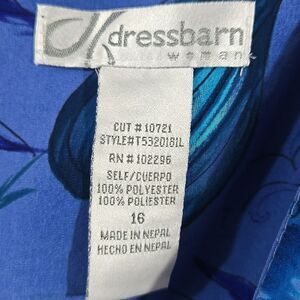 dressbarn
woman
CUT # 10721
STYLE#T532018IL
RN # 102296
SELF/CUERPO
100% POLYESTER
100% POLIESTER
16
MADE IN NEPAL
HECHO EN NEPAL